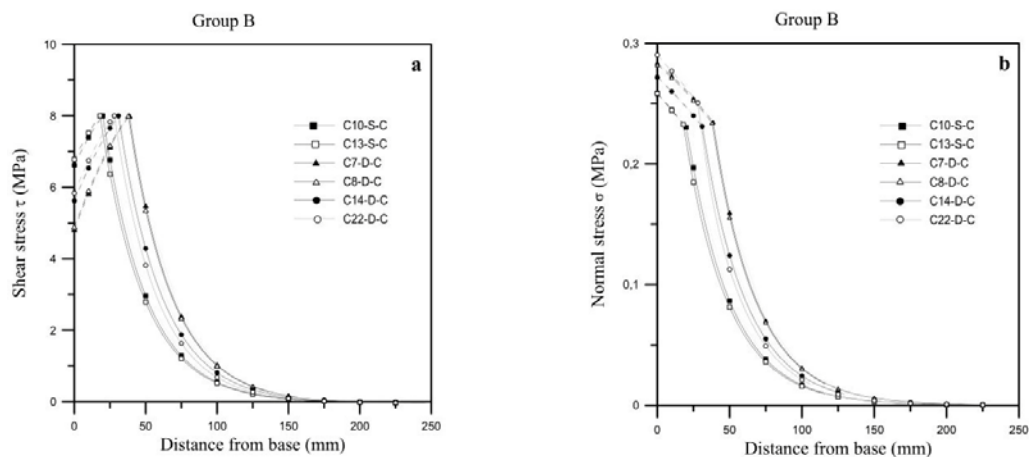 Group B
a
10
8
6
4
2
0
0 50 100 150 200 250
Shear stress τ (MPa)
Distance from base (mm)
C10-S-C
C13-S-C
C7-D-C
C8-D-C
C14-D-C
C22-D-C
Group B
b
0,3
0,2
0,1
0
0 50 100 150 200 250
Normal stress σ (MPa)
Distance from base (mm)
C10-S-C
C13-S-C
C7-D-C
C8-D-C
C14-D-C
C22-D-C